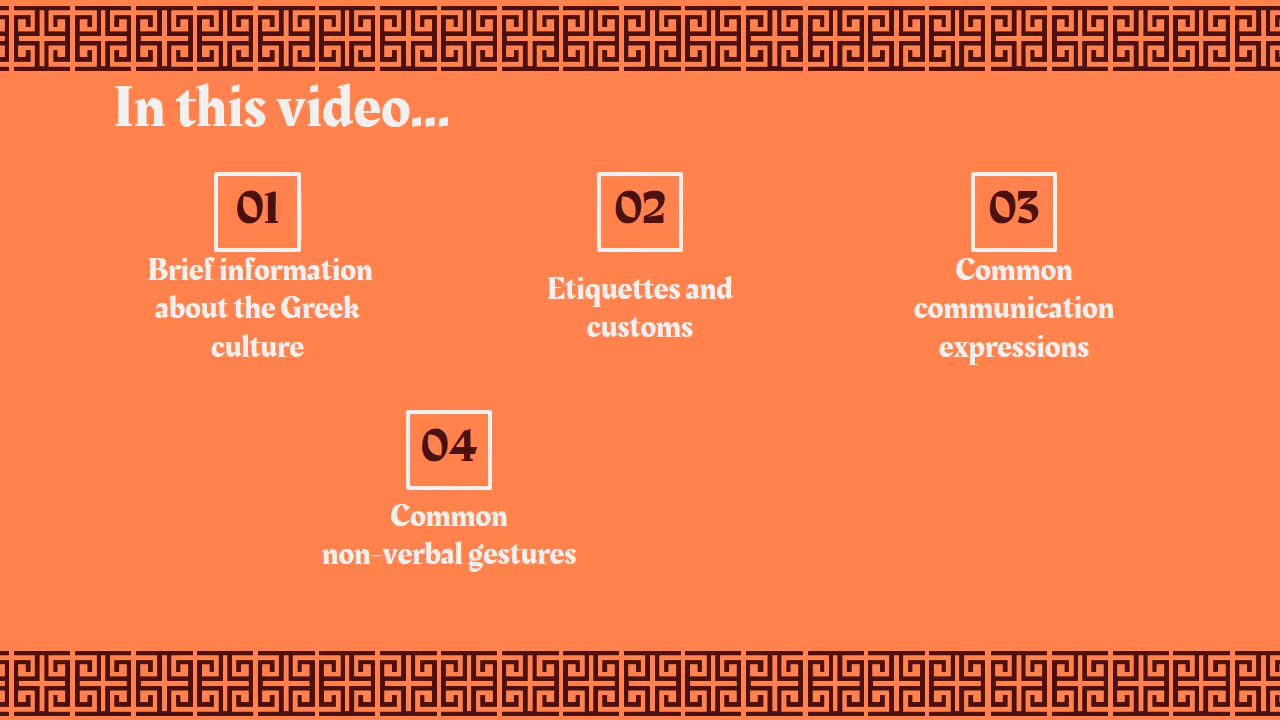 In this video...
01
Brief information
about the Greek
culture
02
Etiquettes and
customs
03
Common
communication
expressions
04
Common
non-verbal gestures